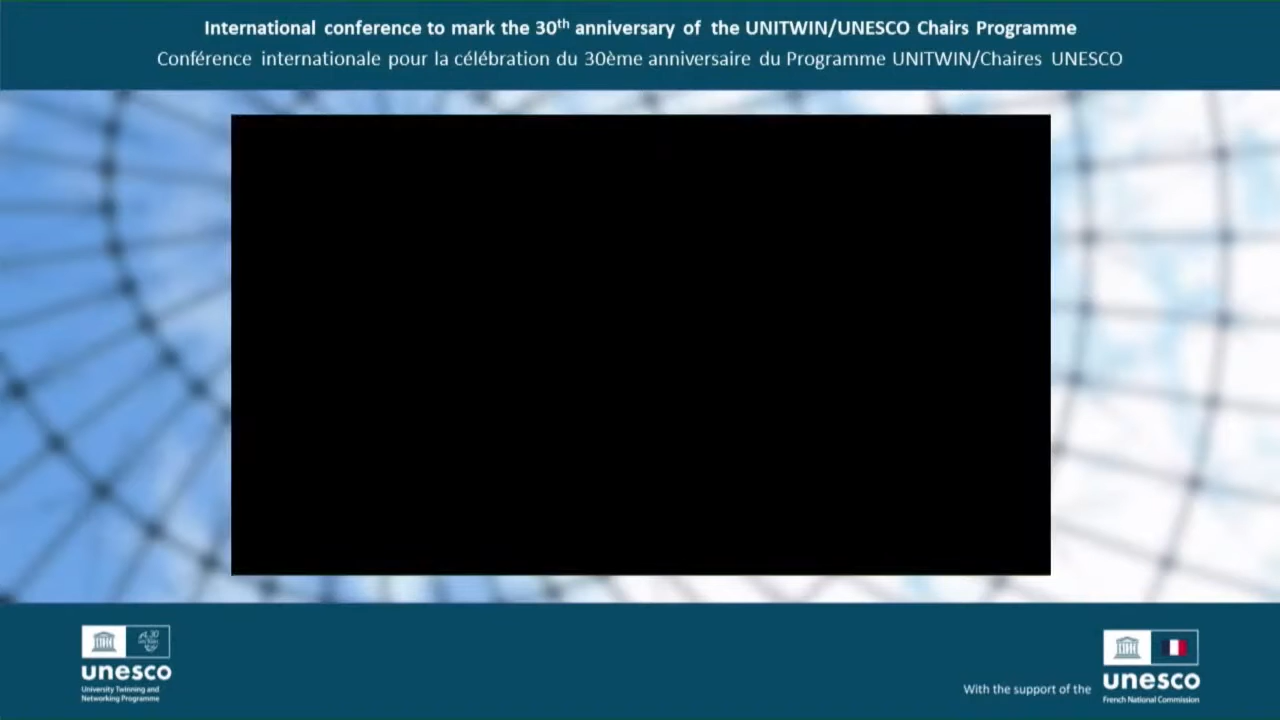 International conference to mark the 30th anniversary of the UNITWIN/UNESCO Chairs Programme
Conférence internationale pour la célébration du 30ème anniversaire du Programme UNITWIN/Chaires UNESCO
unesco
University Twinning and
Networking Programme
With the support of the
unesco
French National Commission